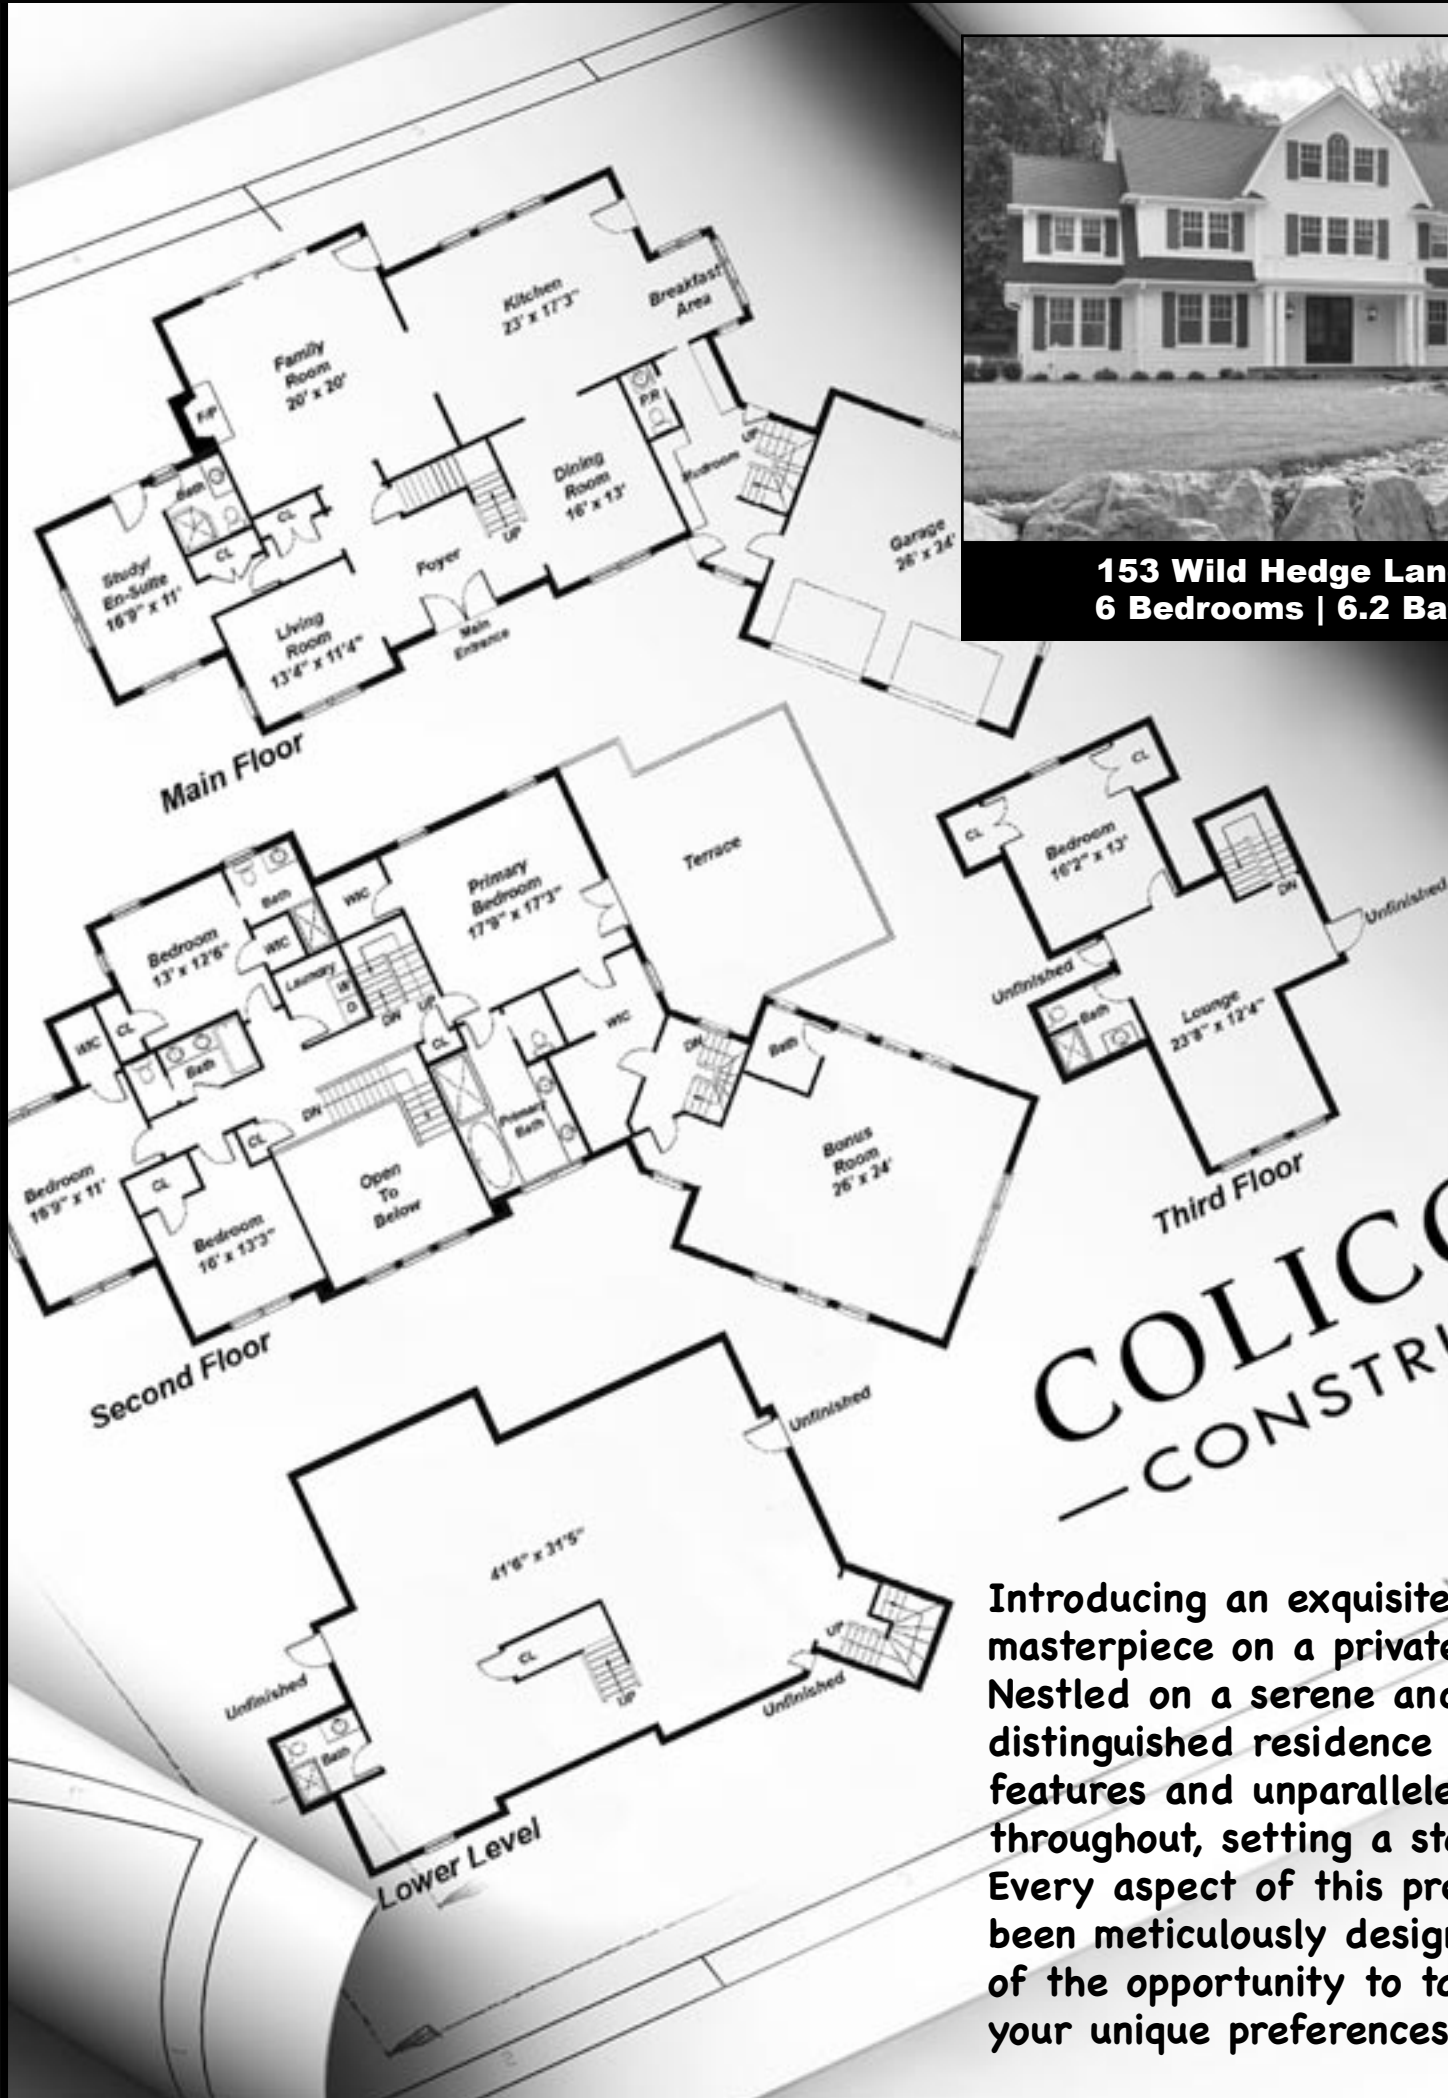 153 Wild Hedge Lan
6 Bedrooms | 6.2 Ba
Kitchen
23' x 17'3"
Breakfast
Area
Family
Room
20' x 20'
F/P
P.R
UP
Mudroom
Dining
Room
16' x 13'
UP
Garage
26' x 24'
Bath
CL
CL
Study/
En-Suite
16'9" x 11'
Foyer
Living
Room
13'4" x 11'4"
Main
Entrance
Main Floor
Terrace
Primary
Bedroom
17'9" x 17'3"
WIC
Bath
Bedroom
13' x 12'6"
WIC
Laundry
W
D
UP
DN
CL
WIC
CL
WIC
Bath
DN
Bath
DN
Primary
Bath
CL
Bedroom
16'9" x 11'
CL
Open
To
Below
Bonus
Room
26' x 24'
Bedroom
16' x 13'3"
Second Floor
CL
CL
Bedroom
16'2" x 13'
DN
Unfinished
Unfinished
Lounge
23'8" x 12'4"
Bath
Third Floor
COLICO
CONSTR
Unfinished
41'6" x 31'5"
CL
UP
UP
Unfinished
Unfinished
Bath
Lower Level
Introducing an exquisite
masterpiece on a private
Nestled on a serene and
distinguished residence
features and unparallele
throughout, setting a sta
Every aspect of this pre
been meticulously design
of the opportunity to ta
your unique preferences